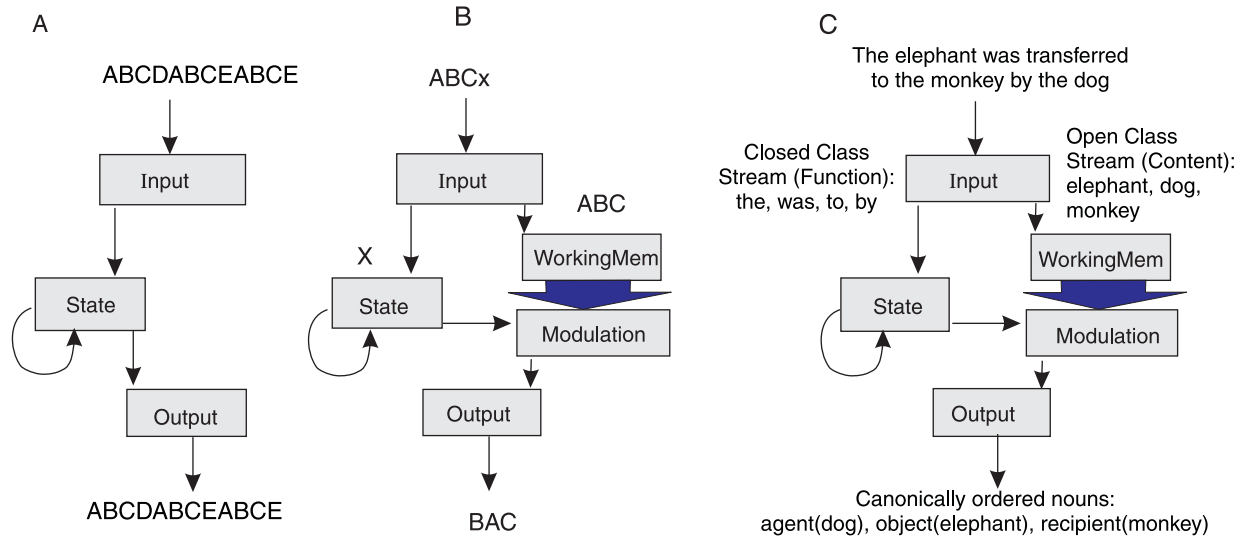 A
ABCDABCEABCE
Input
State
Output
ABCDABCEABCE
B
ABCx
Input
ABC
WorkingMem
X
State
Modulation
Output
BAC
C
The elephant was transferred
to the monkey by the dog
Closed Class
Stream (Function):
the, was, to, by
Input
Open Class
Stream (Content):
elephant, dog,
monkey
WorkingMem
State
Modulation
Output
Canonically ordered nouns:
agent(dog), object(elephant), recipient(monkey)